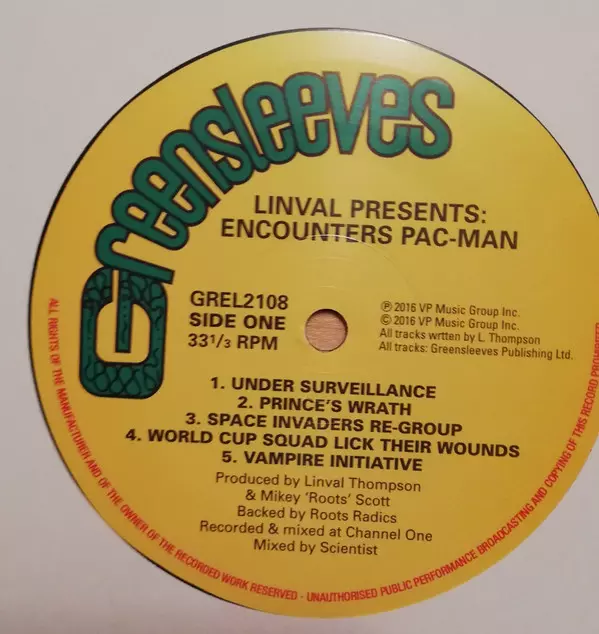 Greensleeves
LINVAL PRESENTS:
ENCOUNTERS PAC-MAN
GREL2108
SIDE ONE
33 1/3 RPM
℗ 2016 VP Music Group Inc.
© 2016 VP Music Group Inc.
All tracks wrtten by L. Thompson
All tracks: Greensleeves Publishing Ltd.
1. UNDER SURVEILLANCE
2. PRINCE'S WRATH
3. SPACE INVADERS RE-GROUP
4. WORLD CUP SQUAD LICK THEIR WOUNDS
5. VAMPIRE INITIATIVE
Produced by Linval Thompson
& Mikey 'Roots' Scott
Backed by Roots Radics
Recorded & mixed at Channel One
Mixed by Scientist
ALL RIGHTS OF THE MANUFACTURER AND OF THE OWNER OF THE RECORDED WORK RESERVED - UNAUTHORISED PUBLIC PERFORMANCE BROADCASTING AND COPYING OF THIS RECORD PROHIBITED